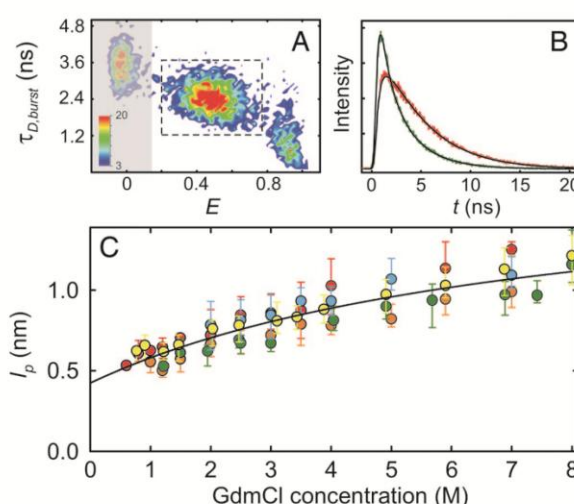 A
τD,burst (ns)
4.8
3.6
2.4
1.2
20
3
0
0.4
0.8
E
B
Intensity
0
5
10
15
20
t (ns)
C
lp (nm)
1.0
0.5
0.0
0
1
2
3
4
5
6
7
8
GdmCl concentration (M)